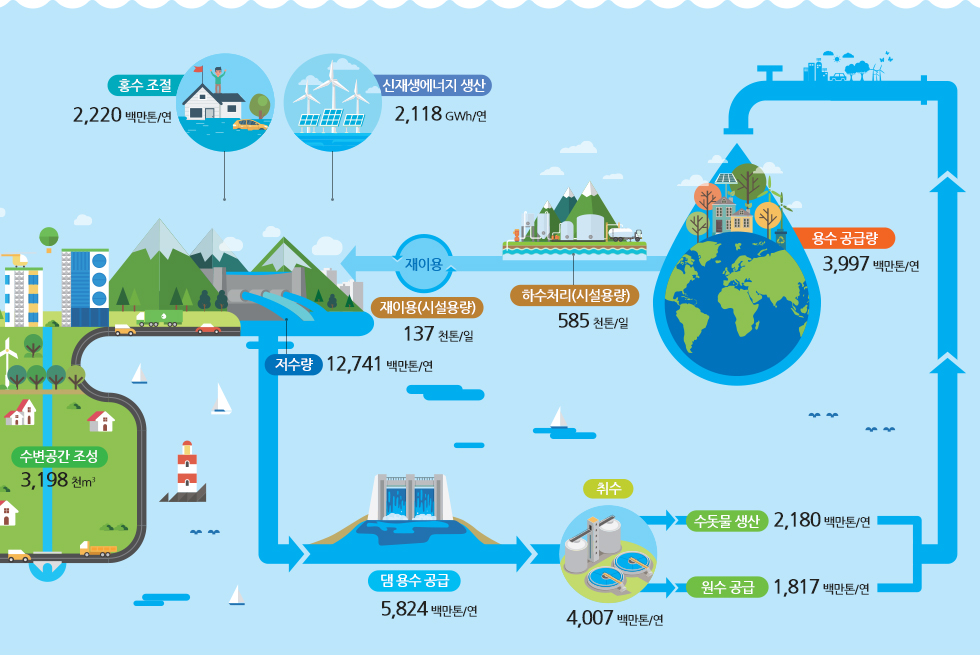 홍수 조절
2,220 백만톤/연
신재생에너지 생산
2,118 GWh/연
재이용
재이용(시설용량)
137 천톤/일
하수처리(시설용량)
585 천톤/일
용수 공급량
3,997 백만톤/연
저수량 12,741 백만톤/연
수변공간 조성
3,198 천m³
댐 용수 공급
5,824 백만톤/연
취수
4,007 백만톤/연
수돗물 생산 2,180 백만톤/연
원수 공급 1,817 백만톤/연